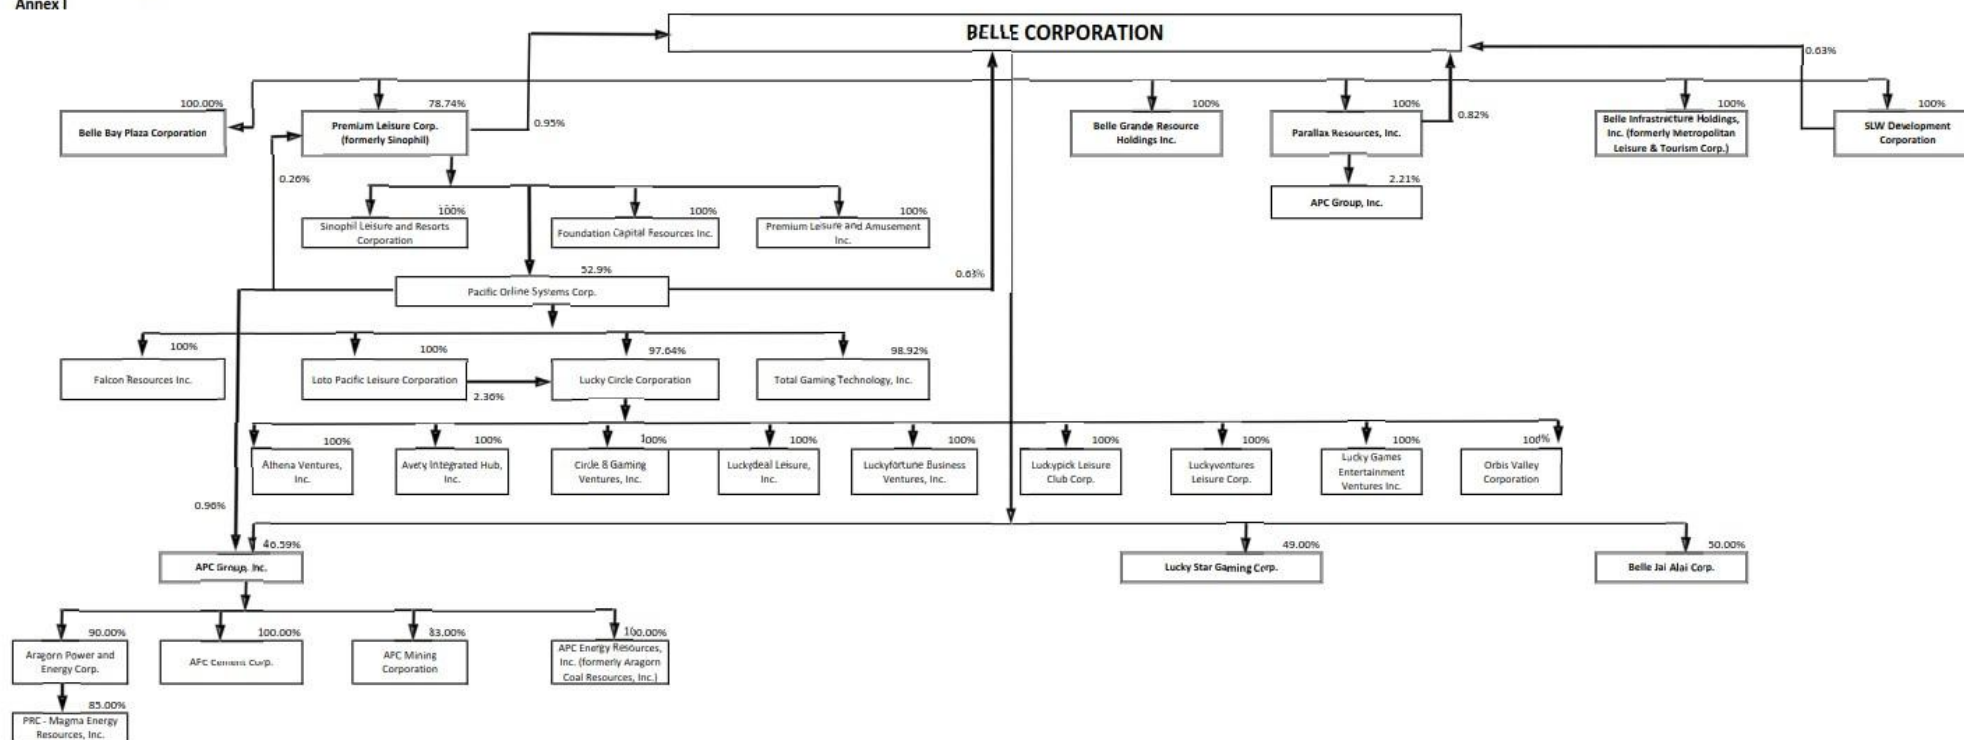 Annex I
BELLE CORPORATION
0.63%
100.00%
78.74%
100%
100%
100%
100%
Belle Bay Plaza Corporation
Premium Leisure Corp.
(formerly Sinophil)
0.95%
Belle Grande Resource
Holdings Inc.
Parallax Resources, Inc.
0.82%
Belle Infrastructure Holdings,
Inc. (formerly Metropolitan
Leisure & Tourism Corp.)
SLW Development
Corporation
0.26%
2.21%
APC Group, Inc.
100%
100%
100%
Sinophil Leisure and Resorts
Corporation
Foundation Capital Resources Inc.
Premium Leisure and Amusement
Inc.
52.9%
0.63%
Pacific Online Systems Corp.
100%
100%
97.64%
98.92%
Falcon Resources Inc.
Loto Pacific Leisure Corporation
Lucky Circle Corporation
Total Gaming Technology, Inc.
2.36%
100%
100%
100%
100%
100%
100%
100%
100%
100%
Athena Ventures,
Inc.
Avery Integrated Hub,
Inc.
Circle 8 Gaming
Ventures, Inc.
Luckydeal Leisure,
Inc.
Luckyfortune Business
Ventures, Inc.
Luckypick Leisure
Club Corp.
Luckyventures
Leisure Corp.
Lucky Games
Entertainment
Ventures Inc.
Orbis Valley
Corporation
0.96%
46.59%
49.00%
50.00%
APC Group, Inc.
Lucky Star Gaming Corp.
Belle Jai Alai Corp.
90.00%
100.00%
83.00%
100.00%
Aragorn Power and
Energy Corp.
APC Cement Corp.
APC Mining
Corporation
APC Energy Resources,
Inc. (formerly Aragorn
Coal Resources, Inc.)
85.00%
PRC - Magma Energy
Resources, Inc.